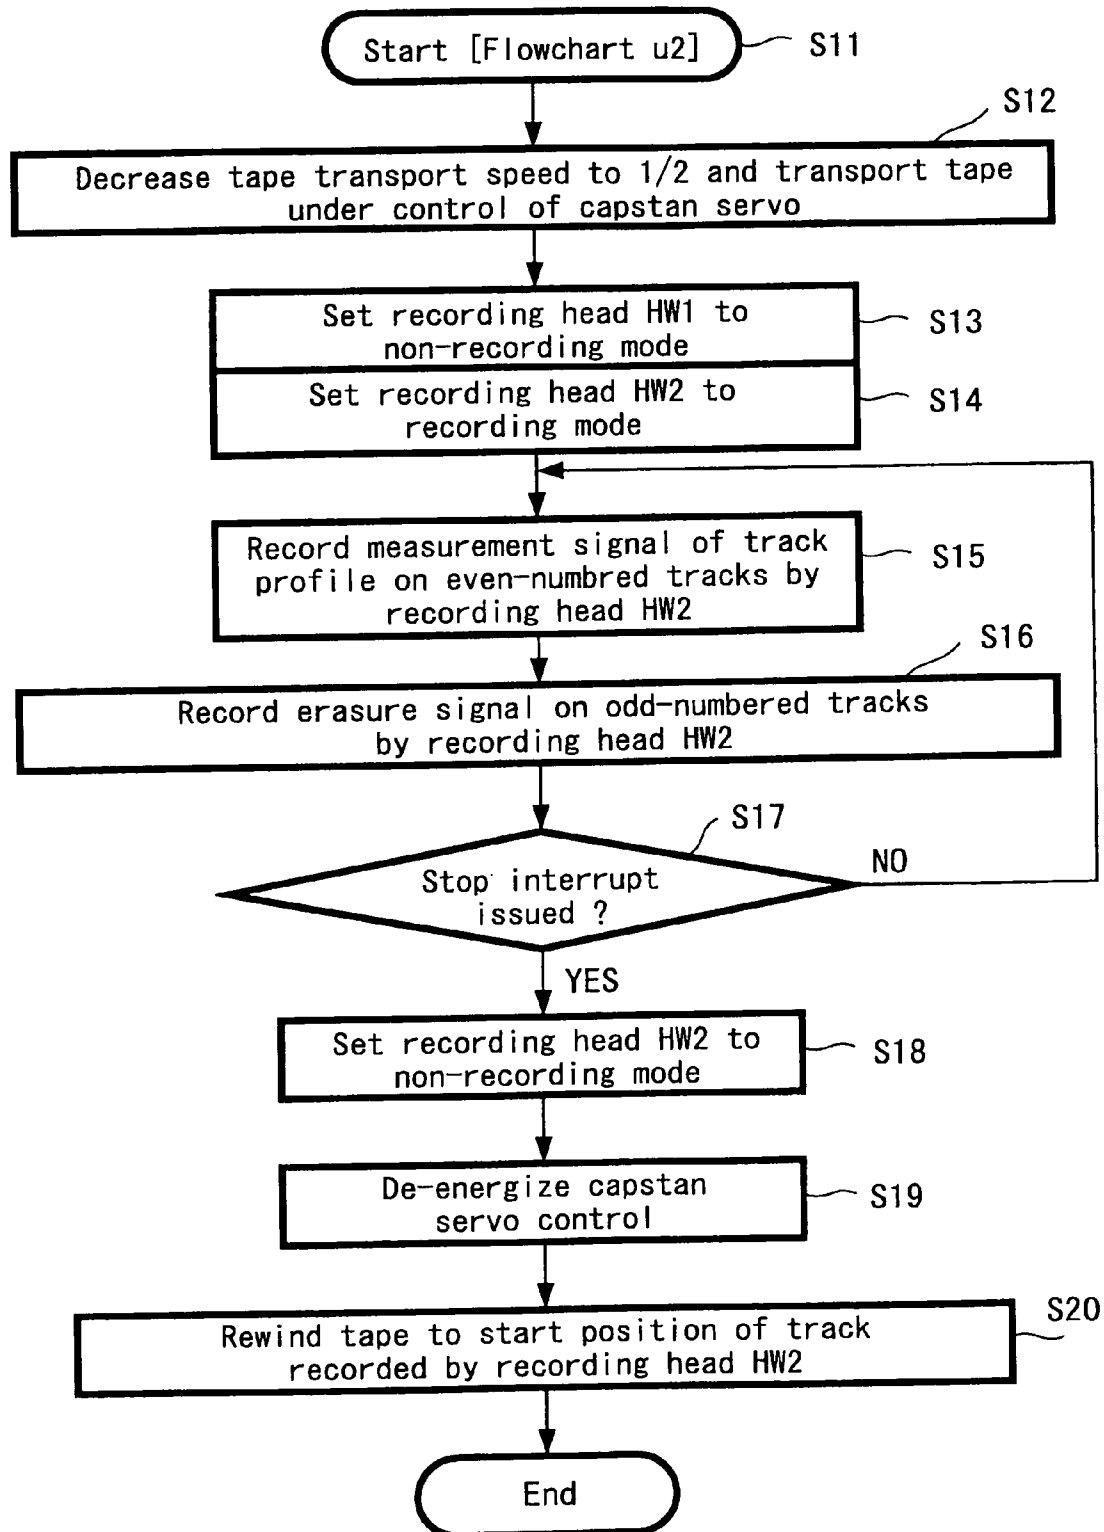 Start [Flowchart u2]
S11
S12
Decrease tape transport speed to 1/2 and transport tape
under control of capstan servo
Set recording head HW1 to
non-recording mode
S13
Set recording head HW2 to
recording mode
S14
Record measurement signal of track
profile on even-numbred tracks by
recording head HW2
S15
S16
Record erasure signal on odd-numbered tracks
by recording head HW2
S17
Stop interrupt
issued ?
NO
YES
Set recording head HW2 to
non-recording mode
S18
De-energize capstan
servo control
S19
S20
Rewind tape to start position of track
recorded by recording head HW2
End